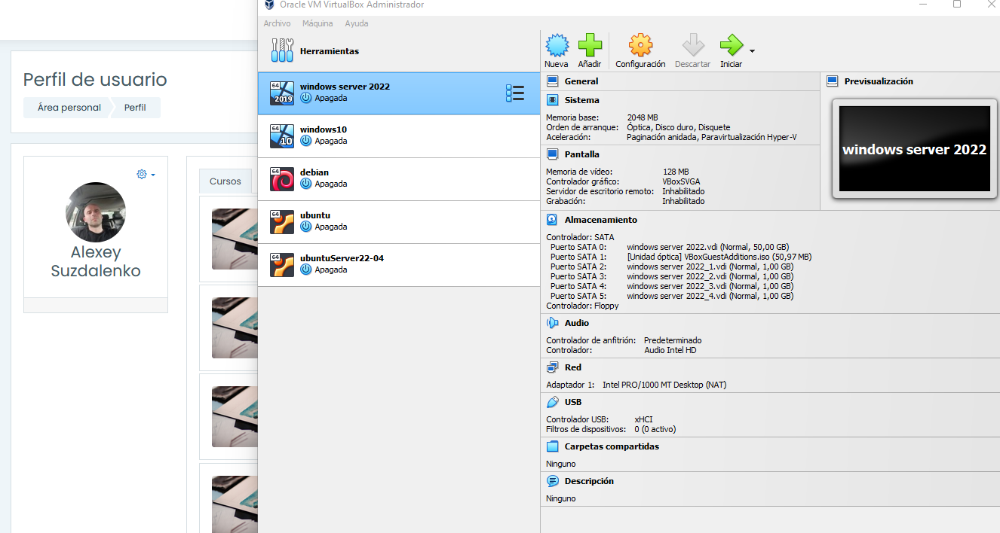 Perfil de usuario
Área personal
Perfil
Alexey
Suzdalenko
Cursos
Oracle VM VirtualBox Administrador
Archivo Máquina Ayuda
Herramientas
64
2019
windows server 2022
Apagada
64
10
windows10
Apagada
64
debian
Apagada
64
ubuntu
Apagada
64
ubuntuServer22-04
Apagada
Nueva Añadir Configuración Descartar Iniciar
General
Sistema
Memoria base: 2048 MB
Orden de arranque: Óptica, Disco duro, Disquete
Aceleración: Paginación anidada, Paravirtualización Hyper-V
Pantalla
Memoria de vídeo: 128 MB
Controlador gráfico: VBoxSVGA
Servidor de escritorio remoto: Inhabilitado
Grabación: Inhabilitado
Previsualización
windows server 2022
Almacenamiento
Controlador: SATA
Puerto SATA 0: windows server 2022.vdi (Normal, 50,00 GB)
Puerto SATA 1: [Unidad óptica] VBoxGuestAdditions.iso (50,97 MB)
Puerto SATA 2: windows server 2022_1.vdi (Normal, 1,00 GB)
Puerto SATA 3: windows server 2022_2.vdi (Normal, 1,00 GB)
Puerto SATA 4: windows server 2022_3.vdi (Normal, 1,00 GB)
Puerto SATA 5: windows server 2022_4.vdi (Normal, 1,00 GB)
Controlador: Floppy
Audio
Controlador de anfitrión: Predeterminado
Controlador: Audio Intel HD
Red
Adaptador 1: Intel PRO/1000 MT Desktop (NAT)
USB
Controlador USB: xHCI
Filtros de dispositivos: 0 (0 activo)
Carpetas compartidas
Ninguno
Descripción
Ninguno